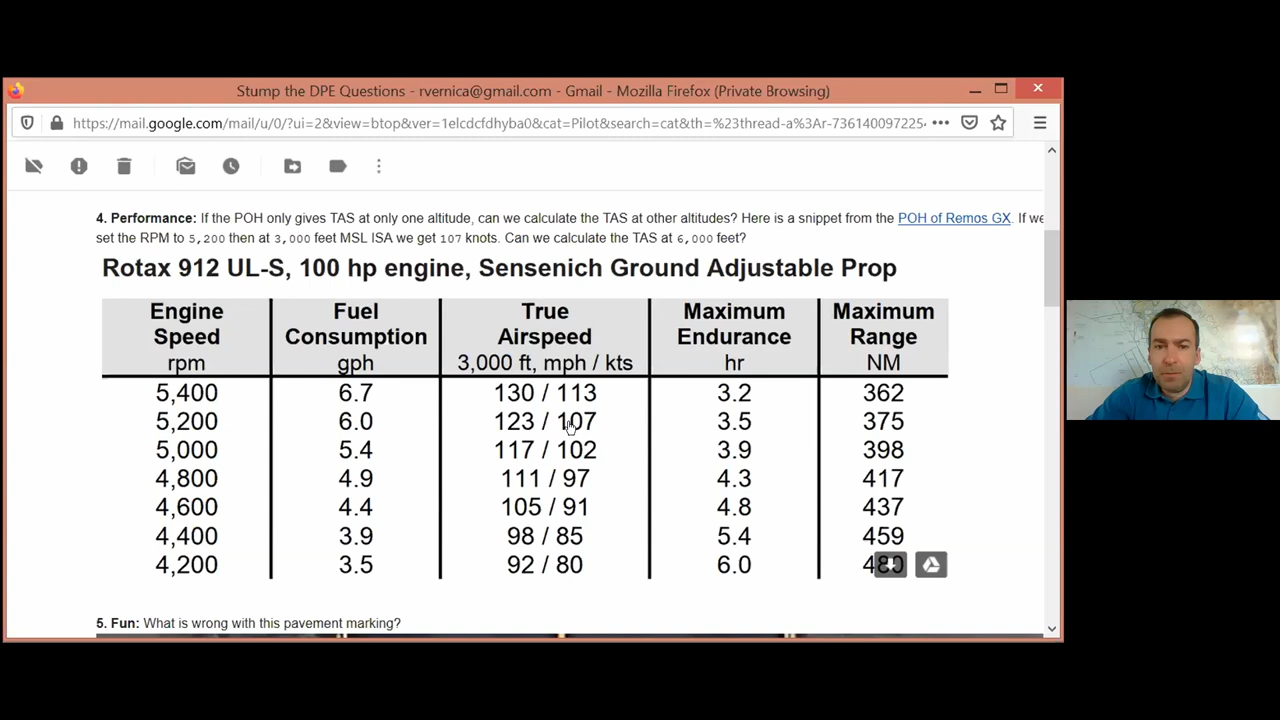 Stump the DPE Questions - rvernica@gmail.com - Gmail - Mozilla Firefox (Private Browsing)
https://mail.google.com/mail/u/0/?ui=2&view=btop&ver=1elcdcfdhyba0&cat=Pilot&search=cat&th=%23thread-a%3Ar-7361400972254
4. Performance: If the POH only gives TAS at only one altitude, can we calculate the TAS at other altitudes? Here is a snippet from the POH of Remos GX. If we
set the RPM to 5,200 then at 3,000 feet MSL ISA we get 107 knots. Can we calculate the TAS at 6,000 feet?
Rotax 912 UL-S, 100 hp engine, Sensenich Ground Adjustable Prop
Engine Fuel True Maximum Maximum
Speed Consumption Airspeed Endurance Range
rpm gph 3,000 ft, mph / kts hr NM
5,400 6.7 130 / 113 3.2 362
5,200 6.0 123 / 107 3.5 375
5,000 5.4 117 / 102 3.9 398
4,800 4.9 111 / 97 4.3 417
4,600 4.4 105 / 91 4.8 437
4,400 3.9 98 / 85 5.4 459
4,200 3.5 92 / 80 6.0 480
5. Fun: What is wrong with this pavement marking?